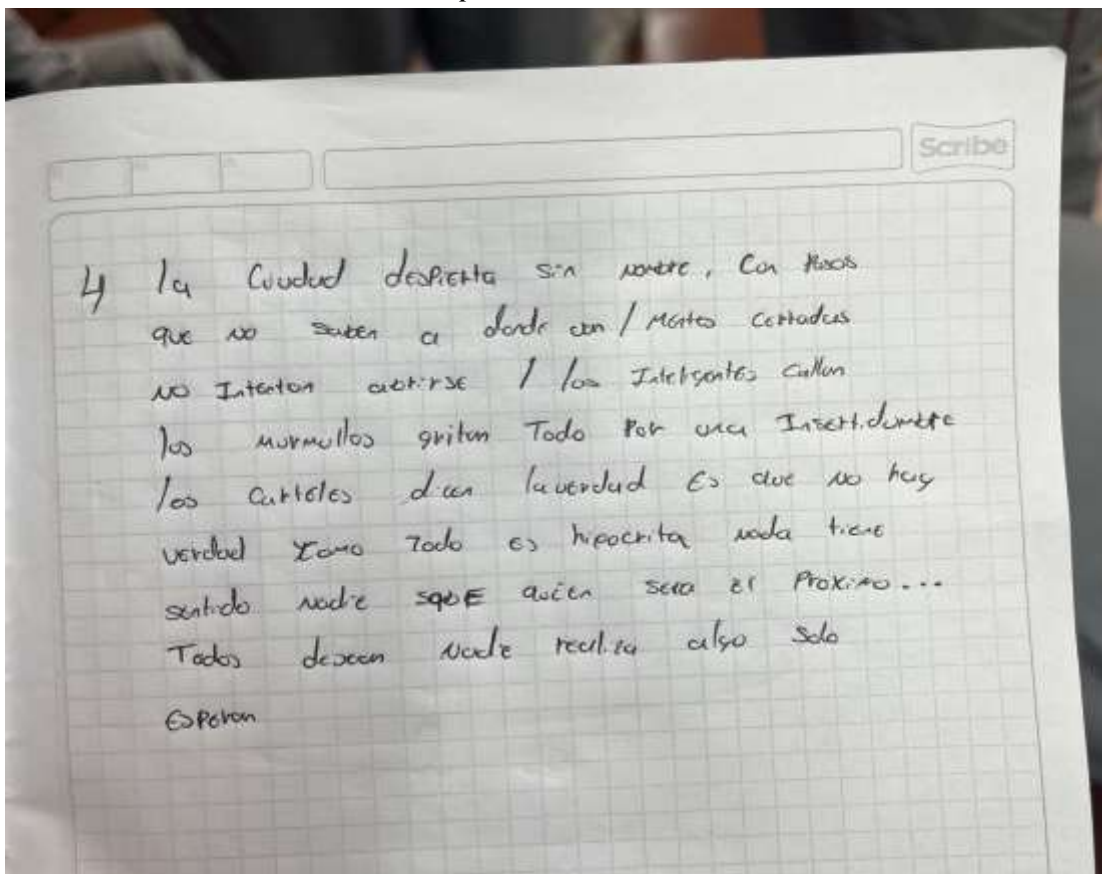 Scribe
4 la Ciudad despierta sin nombre, Con Pasos
que no saben a donde van / Mentes Cerradas
no Intentan abrirse / los Inteligentes callan
los murmullos gritan Todo Por una Insertidumbre
los Carteles dicen la verdad Es que no hay
verdad Como Todo es hipocrita nada tiene
sentido Nadie sabE quien sera El Proximo...
Todos desean Nadie realiza algo Solo
Esperan